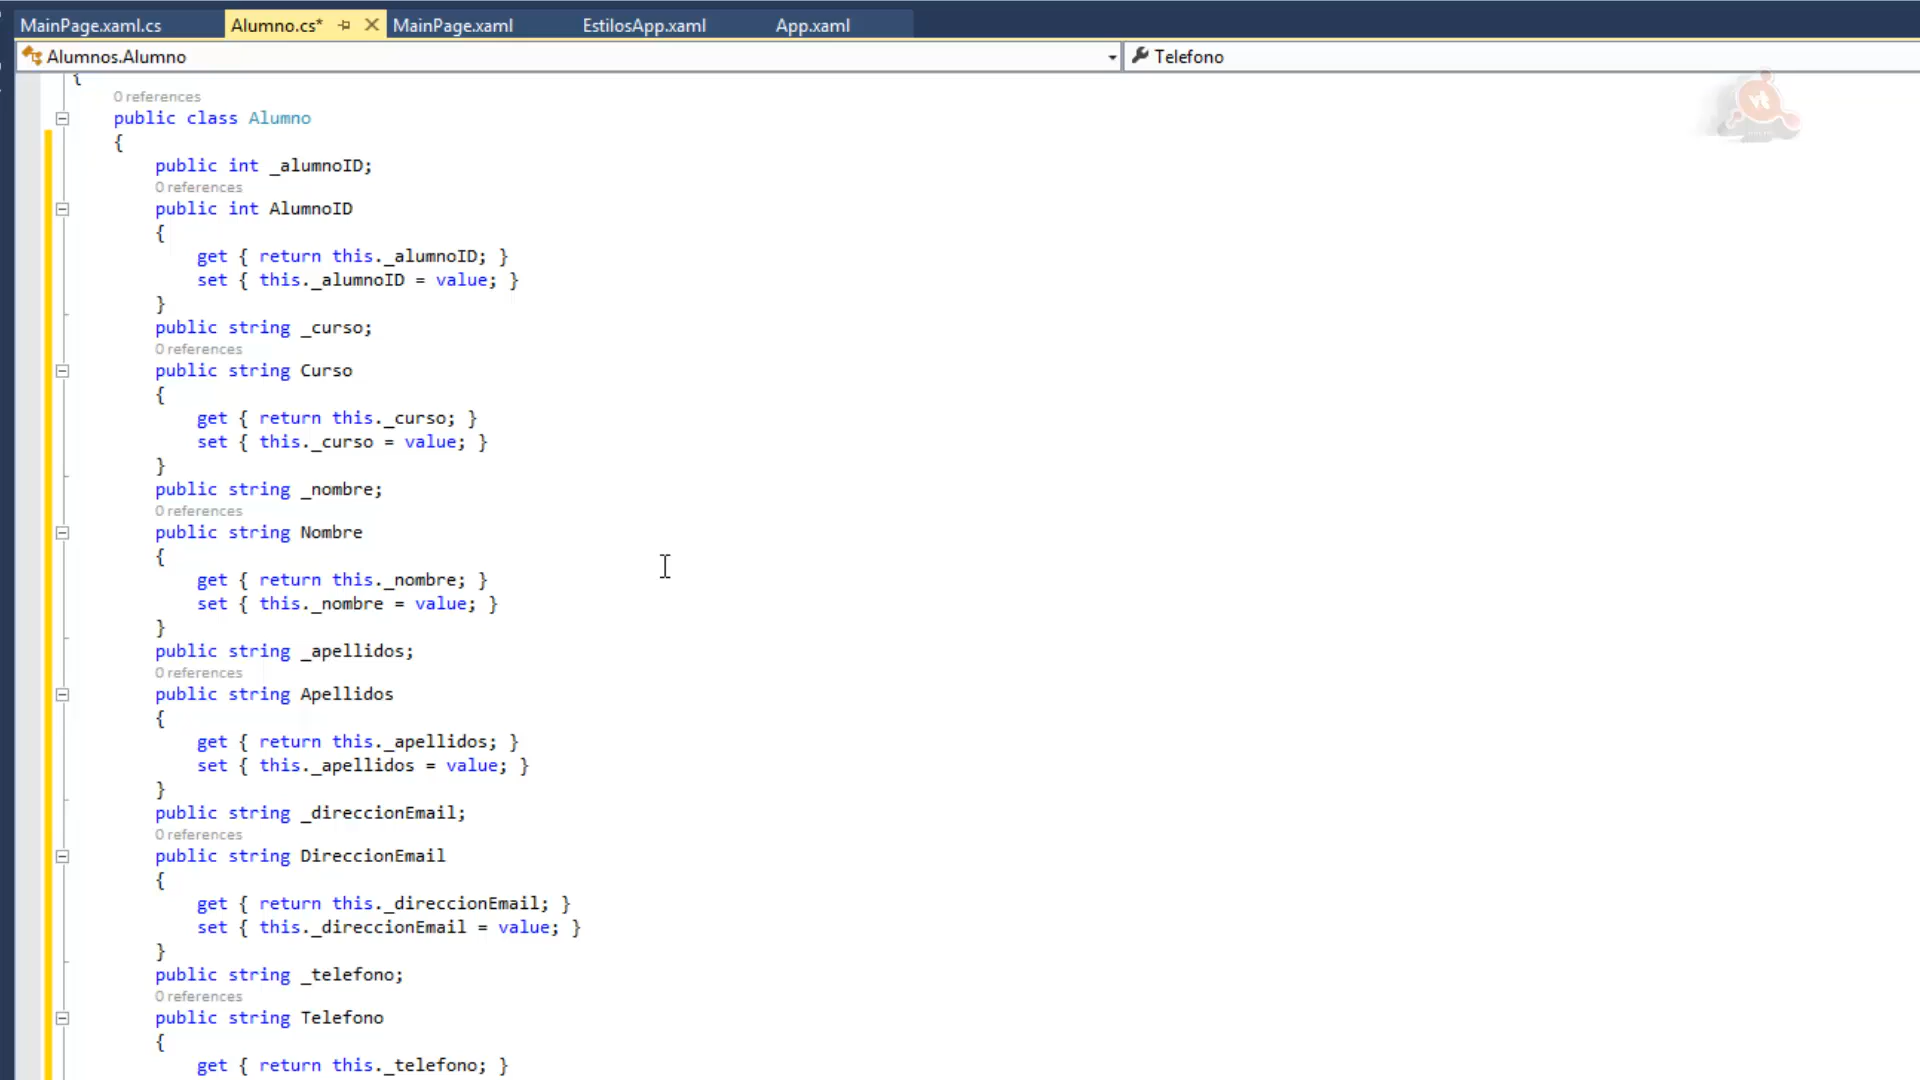 MainPage.xaml.cs Alumno.cs* MainPage.xaml EstilosApp.xaml App.xaml
Alumnos.Alumno Telefono
{
0 references
public class Alumno
{
public int _alumnoID;
0 references
public int AlumnoID
{
get { return this._alumnoID; }
set { this._alumnoID = value; }
}
public string _curso;
0 references
public string Curso
{
get { return this._curso; }
set { this._curso = value; }
}
public string _nombre;
0 references
public string Nombre
{
get { return this._nombre; }
set { this._nombre = value; }
}
public string _apellidos;
0 references
public string Apellidos
{
get { return this._apellidos; }
set { this._apellidos = value; }
}
public string _direccionEmail;
0 references
public string DireccionEmail
{
get { return this._direccionEmail; }
set { this._direccionEmail = value; }
}
public string _telefono;
0 references
public string Telefono
{
get { return this._telefono; }
vt